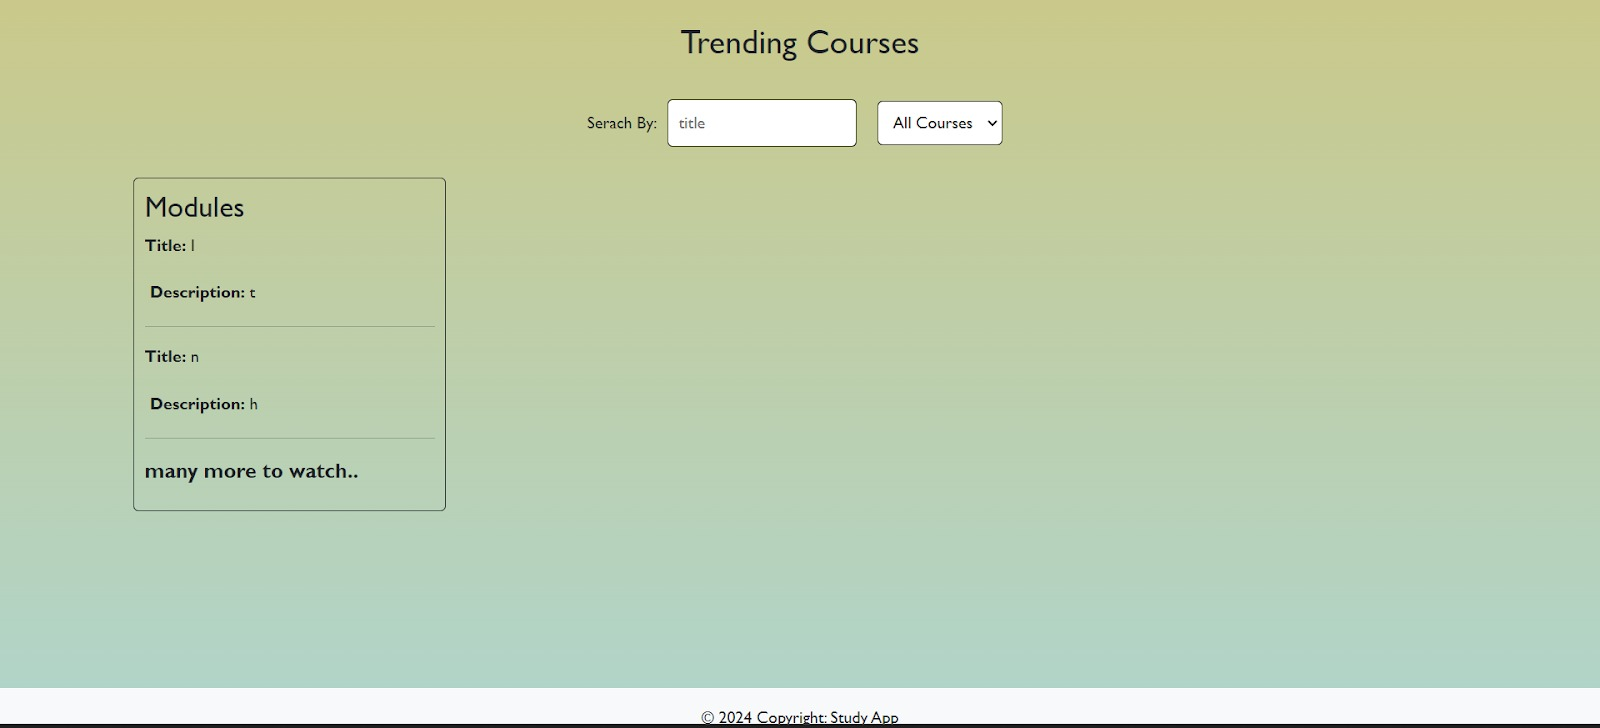 Trending Courses
Serach By: title All Courses
Modules
Title: l
Description: t
Title: n
Description: h
many more to watch..
© 2024 Copyright: Study App